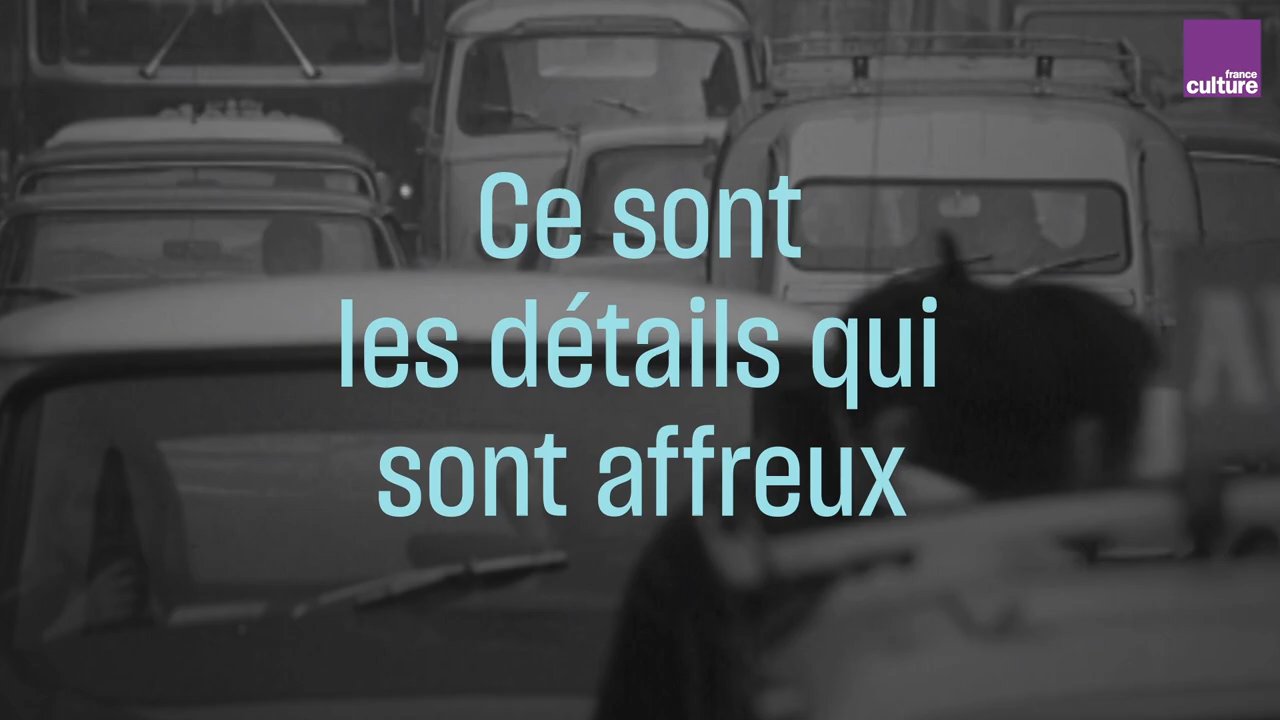 france
culture
Ce sont
les détails qui
sont affreux